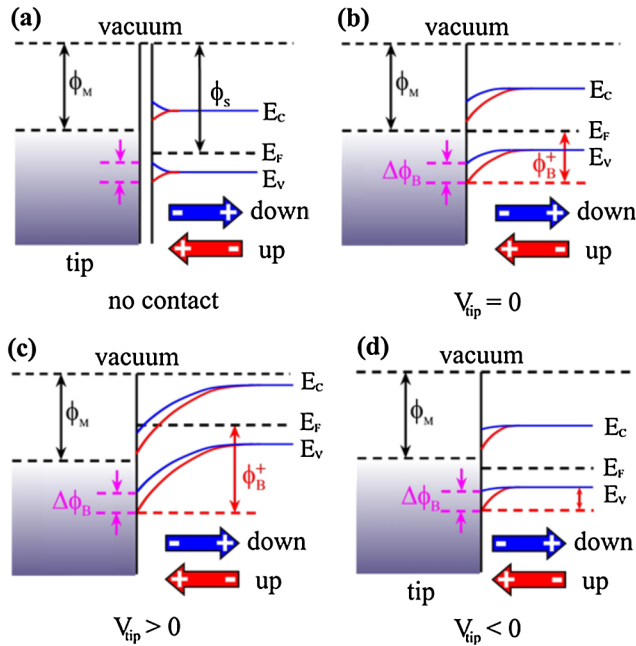 (a)
vacuum
ϕM
ϕs
EC
EF
EV
ΔϕB
- + down
+ - up
tip
no contact
(b)
vacuum
ϕM
EC
EF
EV
ΔϕB
ϕB+
- + down
+ - up
Vtip = 0
(c)
vacuum
ϕM
EC
EF
EV
ΔϕB
ϕB+
- + down
+ - up
Vtip > 0
(d)
vacuum
ϕM
EC
EF
EV
ΔϕB
- + down
+ - up
tip
Vtip < 0